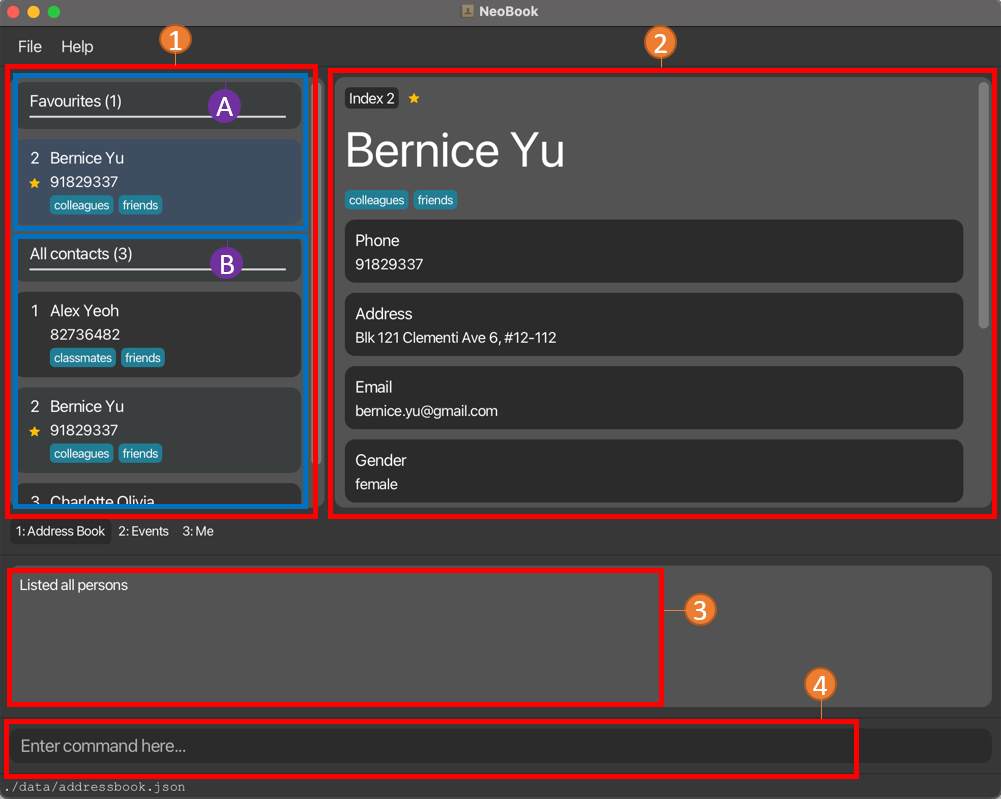 NeoBook
File Help
1
2
Favourites (1)
A
2 Bernice Yu
91829337
colleagues friends
All contacts (3)
B
1 Alex Yeoh
82736482
classmates friends
2 Bernice Yu
91829337
colleagues friends
3 Charlotte Olivia
Index 2
Bernice Yu
colleagues friends
Phone
91829337
Address
Blk 121 Clementi Ave 6, #12-112
Email
bernice.yu@gmail.com
Gender
female
1: Address Book 2: Events 3: Me
Listed all persons
3
4
Enter command here...
./data/addressbook.json